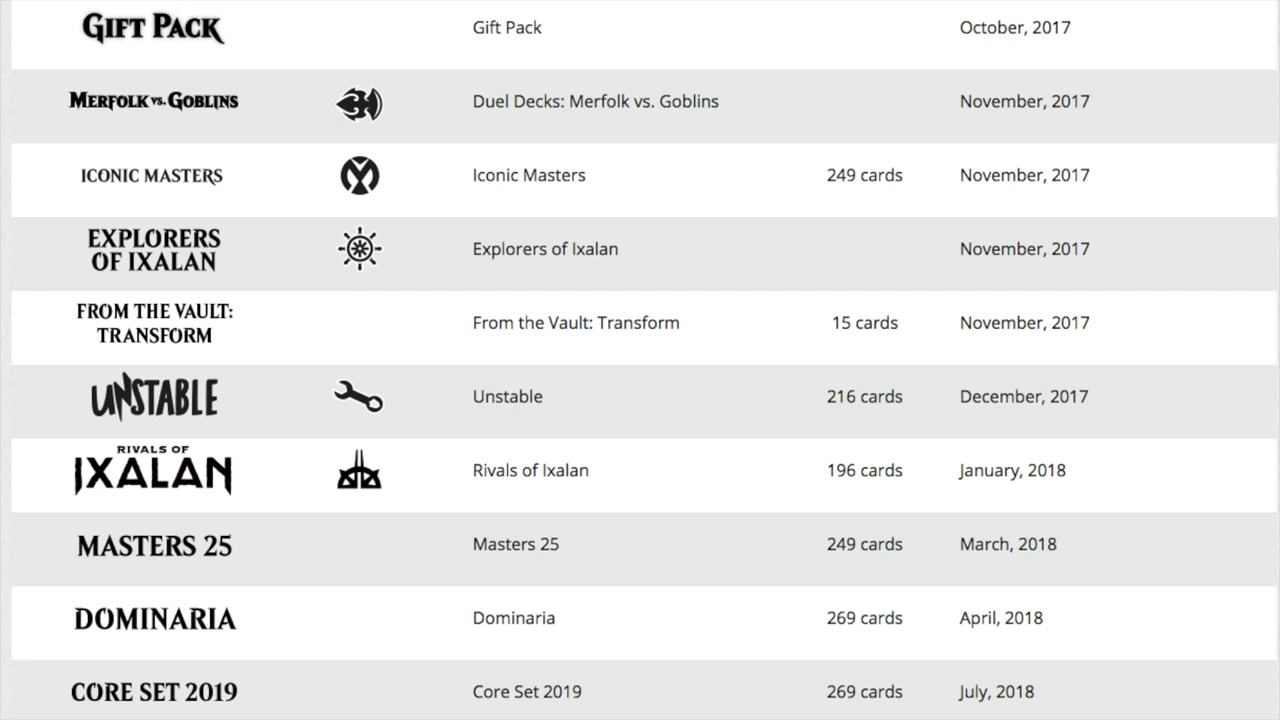 GIFT PACK Gift Pack October, 2017
MERFOLK VS. GOBLINS Duel Decks: Merfolk vs. Goblins November, 2017
ICONIC MASTERS Iconic Masters 249 cards November, 2017
EXPLORERS
OF IXALAN Explorers of Ixalan November, 2017
FROM THE VAULT:
TRANSFORM From the Vault: Transform 15 cards November, 2017
UNSTABLE Unstable 216 cards December, 2017
RIVALS OF
IXALAN Rivals of Ixalan 196 cards January, 2018
MASTERS 25 Masters 25 249 cards March, 2018
DOMINARIA Dominaria 269 cards April, 2018
CORE SET 2019 Core Set 2019 269 cards July, 2018